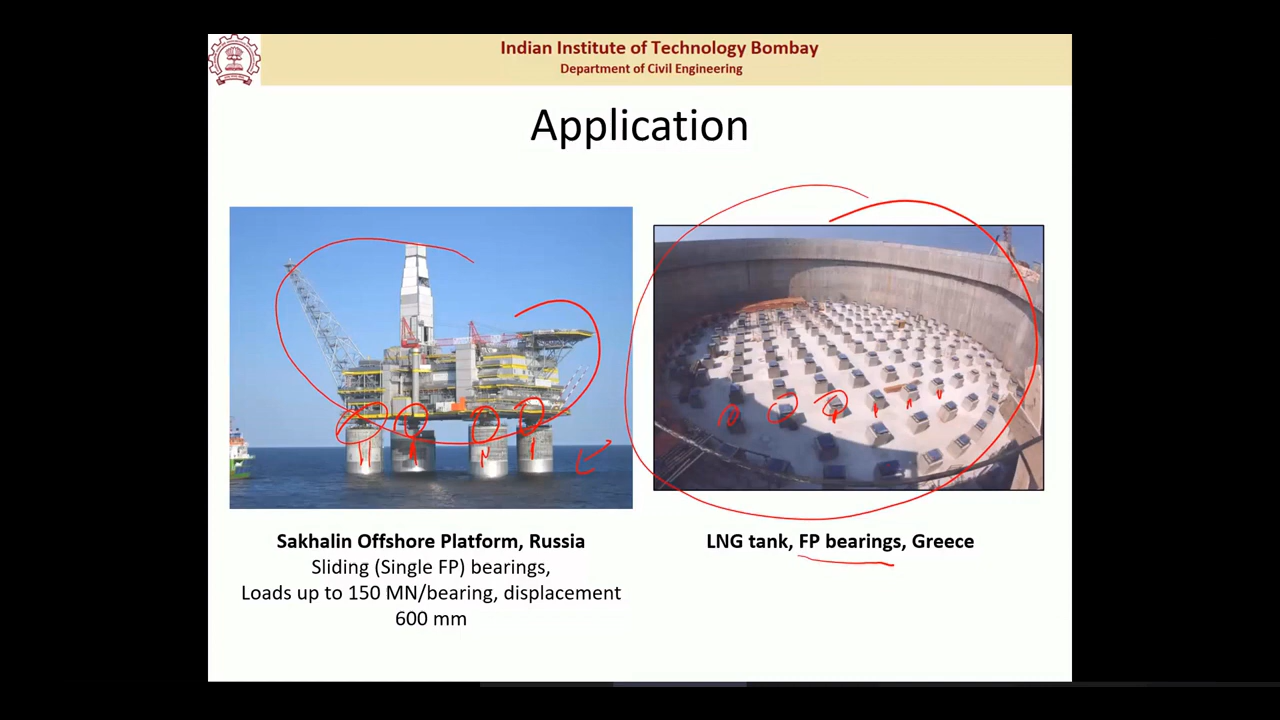 Indian Institute of Technology Bombay
Department of Civil Engineering
Application
Sakhalin Offshore Platform, Russia
Sliding (Single FP) bearings,
Loads up to 150 MN/bearing, displacement
600 mm
LNG tank, FP bearings, Greece